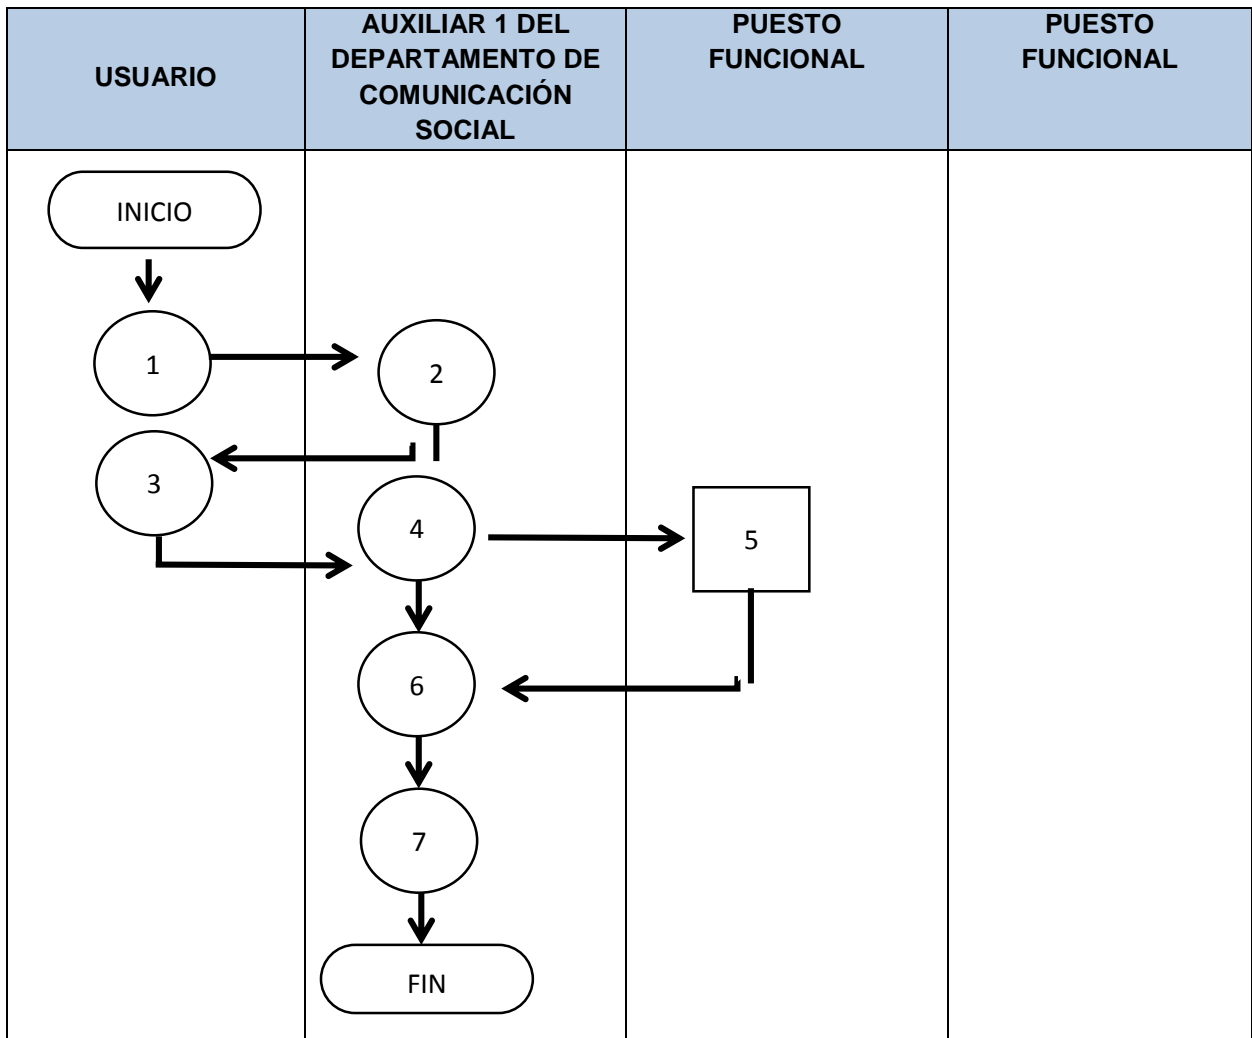 USUARIO
AUXILIAR 1 DEL
DEPARTAMENTO DE
COMUNICACIÓN
SOCIAL
PUESTO
FUNCIONAL
PUESTO
FUNCIONAL
INICIO
1
2
3
4
5
6
7
FIN